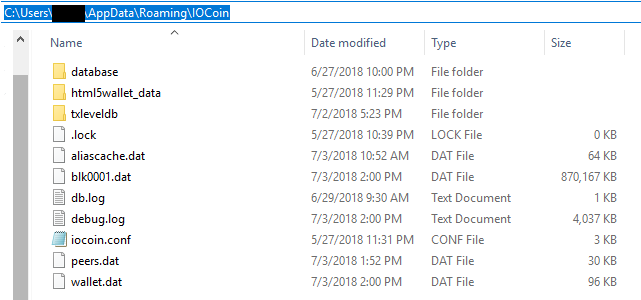 C:\Users\ \AppData\Roaming\IOCoin
Name Date modified Type Size
database 6/27/2018 10:00 PM File folder
html5wallet_data 5/27/2018 11:29 PM File folder
txleveldb 7/2/2018 5:23 PM File folder
.lock 5/27/2018 10:39 PM LOCK File 0 KB
aliascache.dat 7/3/2018 10:52 AM DAT File 64 KB
blk0001.dat 7/3/2018 2:00 PM DAT File 870,167 KB
db.log 6/29/2018 9:30 AM Text Document 1 KB
debug.log 7/3/2018 2:00 PM Text Document 4,037 KB
iocoin.conf 5/27/2018 11:31 PM CONF File 3 KB
peers.dat 7/3/2018 1:52 PM DAT File 30 KB
wallet.dat 7/3/2018 2:00 PM DAT File 96 KB